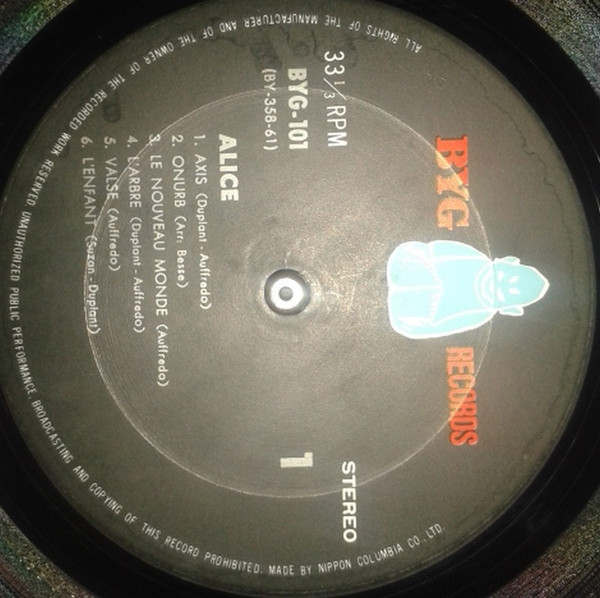 BYG RECORDS
33 1/3 RPM
STEREO
BYG-101
(BY-358-61)
1
ALICE
1. AXIS (Duplant - Auffredo)
2. ONURB (Arr: Besse)
3. LE NOUVEAU MONDE (Auffredo)
4. L'ARBRE (Duplant - Auffredo)
5. VALSE (Auffredo)
6. L'ENFANT (Suzan - Duplant)
ALL RIGHTS OF THE MANUFACTURER AND OF THE OWNER OF THE RECORDED WORK RESERVED UNAUTHORIZED PUBLIC PERFORMANCE, BROADCASTING AND COPYING OF THIS RECORD PROHIBITED. MADE BY NIPPON COLUMBIA CO., LTD.